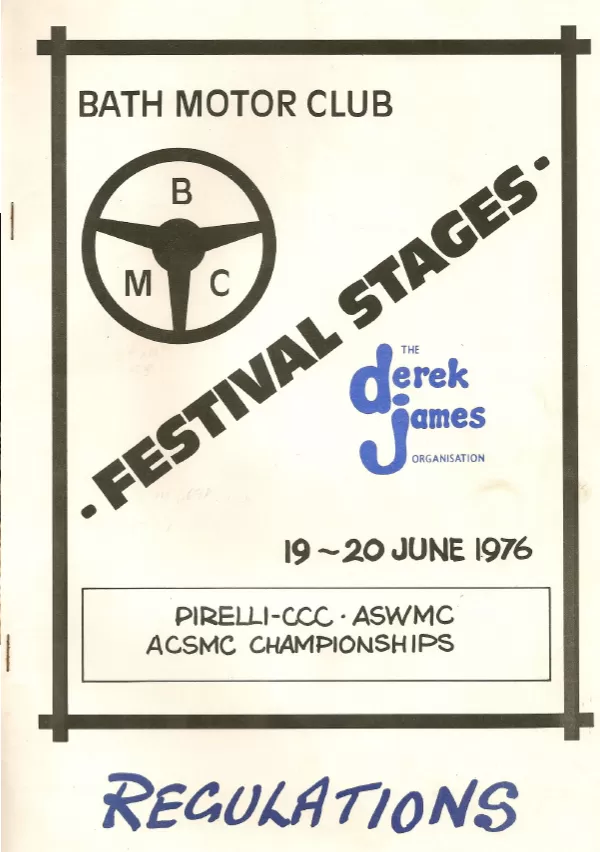 BATH MOTOR CLUB
B
M C
·FESTIVAL STAGES·
THE
derek
james
ORGANISATION
19~20 JUNE 1976
PIRELLI-CCC · ASWMC
ACSMC CHAMPIONSHIPS
REGULATIONS